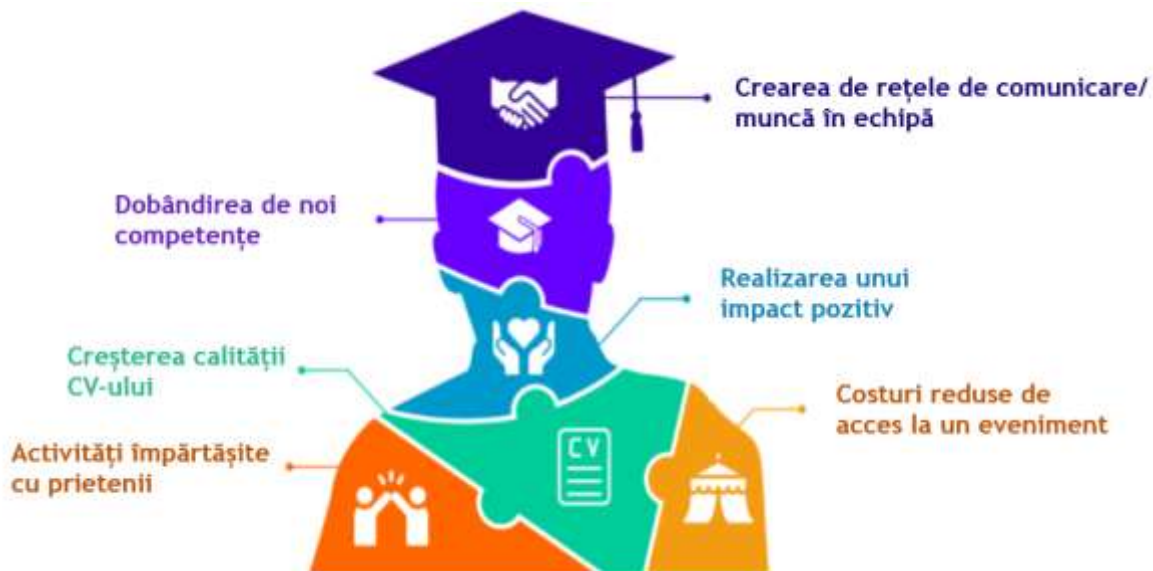 Crearea de rețele de comunicare/
muncă în echipă
Dobândirea de noi
competențe
Realizarea unui
impact pozitiv
Creșterea calității
CV-ului
Costuri reduse de
acces la un eveniment
Activități împărtășite
cu prietenii
CV